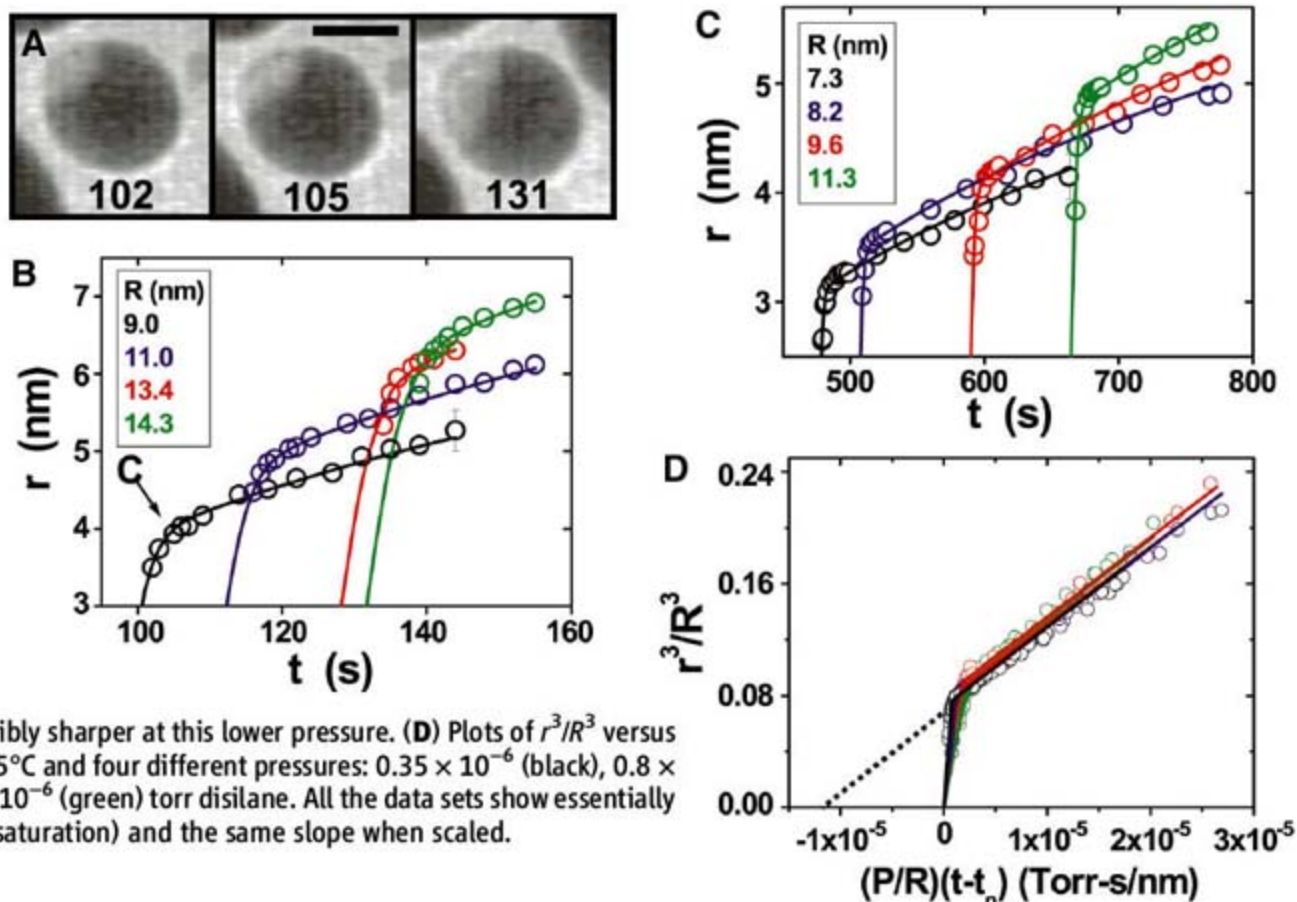 A
102
105
131
B
R (nm)
9.0
11.0
13.4
14.3
C
r (nm)
7
6
5
4
3
100
120
140
160
t (s)
C
R (nm)
7.3
8.2
9.6
11.3
r (nm)
5
4
3
500
600
700
800
t (s)
D
r³/R³
0.24
0.16
0.08
0.00
-1x10⁻⁵
0
1x10⁻⁵
2x10⁻⁵
3x10⁻⁵
(P/R)(t-tₙ) (Torr-s/nm)
ibly sharper at this lower pressure. (D) Plots of r³/R³ versus
5°C and four different pressures: 0.35 × 10⁻⁶ (black), 0.8 ×
10⁻⁶ (green) torr disilane. All the data sets show essentially
saturation) and the same slope when scaled.